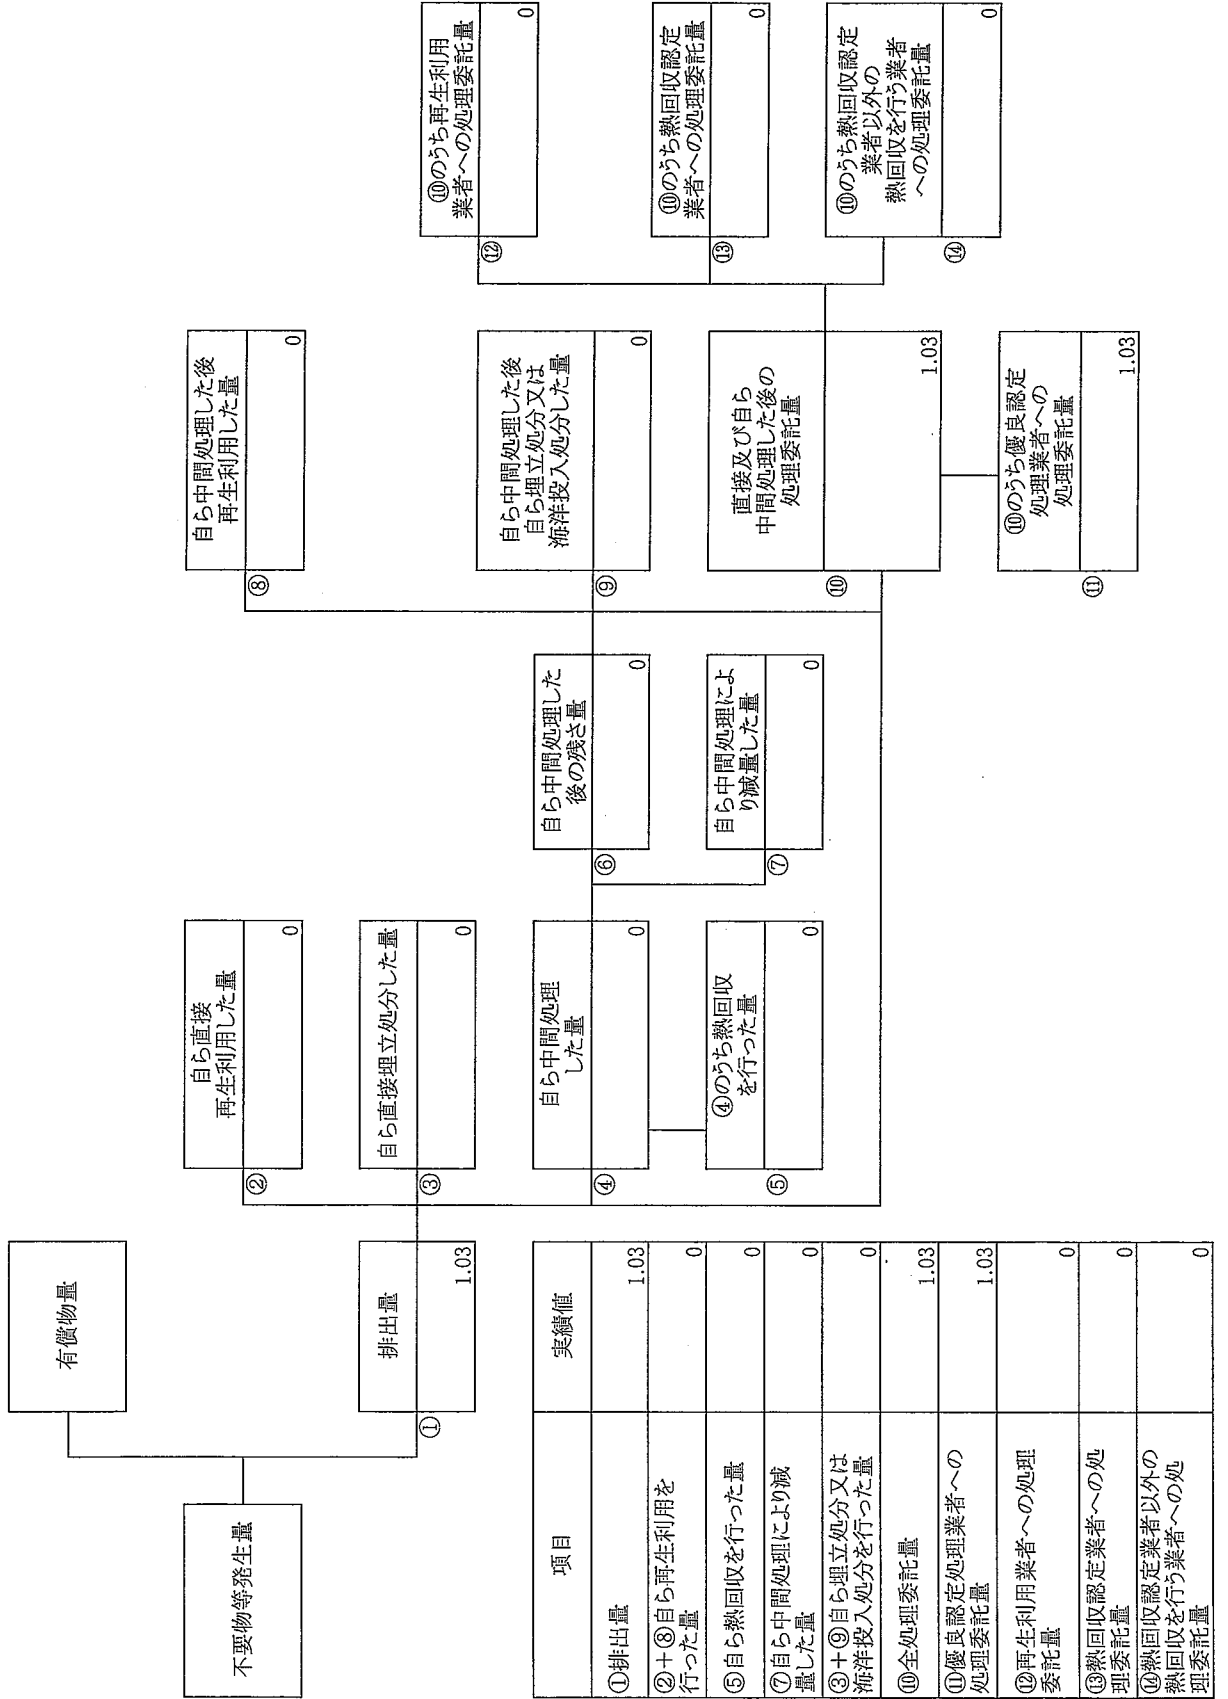 不要物等発生量
有償物量
①
排出量
1.03
②
自ら直接
再生利用した量
0
③
自ら直接埋立処分した量
0
④
自ら中間処理
した量
0
⑤
④のうち熱回収
を行った量
0
⑥
自ら中間処理した
後の残さ量
0
⑦
自ら中間処理によ
り減量した量
0
⑧
自ら中間処理した後
再生利用した量
0
⑨
自ら中間処理した後
自ら埋立処分又は
海洋投入処分した量
0
⑩
直接及び自ら
中間処理した後の
処理委託量
1.03
⑪
⑩のうち優良認定
処理業者への
処理委託量
1.03
⑫
⑩のうち再生利用
業者への処理委託量
0
⑬
⑩のうち熱回収認定
業者への処理委託量
0
⑭
⑩のうち熱回収認定
業者以外の
熱回収を行う業者
への処理委託量
0
項目
実績値
①排出量
1.03
②+⑧自ら再生利用を
行った量
0
⑤自ら熱回収を行った量
0
⑦自ら中間処理により減
量した量
0
③+⑨自ら埋立処分又は
海洋投入処分を行った量
0
⑩全処理委託量
1.03
⑪優良認定処理業者への
処理委託量
1.03
⑫再生利用業者への処理
委託量
0
⑬熱回収認定業者への処
理委託量
0
⑭熱回収認定業者以外の
熱回収を行う業者への処
理委託量
0